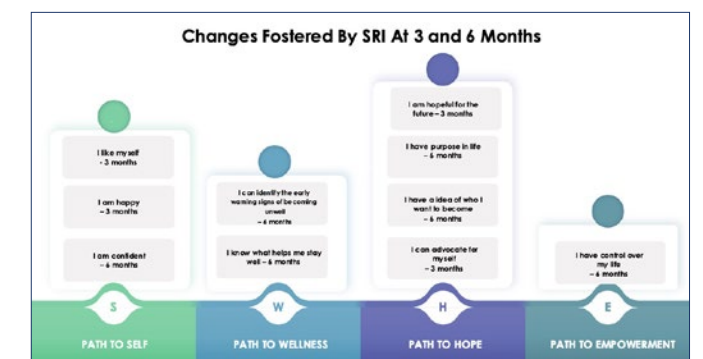 Changes Fostered By SRI At 3 and 6 Months
I like myself
- 3 months
I am happy
– 3 months
I am confident
– 6 months
S
PATH TO SELF
I can identify the early
warning signs of becoming
unwell
– 6 months
I know what helps me stay
well – 6 months
W
PATH TO WELLNESS
I am hopeful for the
future – 3 months
I have purpose in life
– 6 months
I have a idea of who I
want to become
– 6 months
I can advocate for
myself
– 3 months
H
PATH TO HOPE
I have control over
my life
– 6 months
E
PATH TO EMPOWERMENT